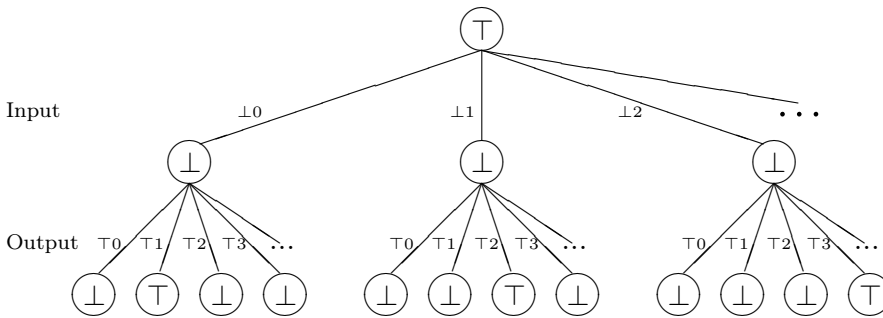 ⊤
Input ⊥0 ⊥1 ⊥2 ...
⊥ ⊥ ⊥
Output ⊤0 ⊤1 ⊤2 ⊤3 ... ⊤0 ⊤1 ⊤2 ⊤3 ... ⊤0 ⊤1 ⊤2 ⊤3 ...
⊥ ⊤ ⊥ ⊥ ⊥ ⊥ ⊤ ⊥ ⊥ ⊥ ⊥ ⊤